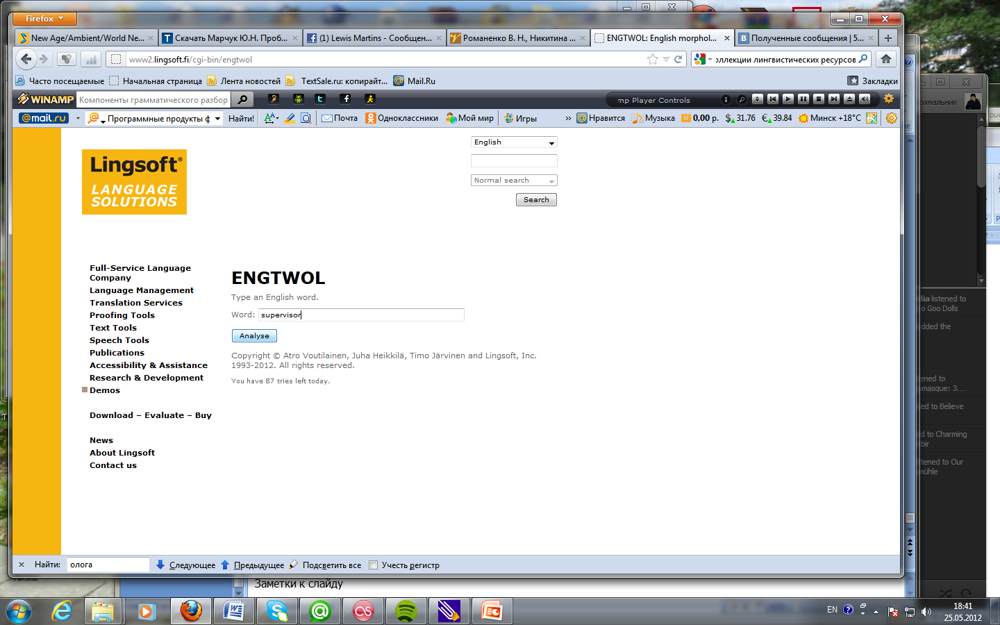 Firefox
New Age/Ambient/World Ne...
Скачать Марчук Ю.Н. Проб...
(1) Lewis Martins - Сообщен...
Романенко В. Н., Никитина ...
ENGTWOL: English morphol...
Полученные сообщения | 5...
www2.lingsoft.fi/cgi-bin/engtwol
оллекции лингвистических ресурсов
Часто посещаемые
Начальная страница
Лента новостей
TextSale.ru: копирайт...
Mail.Ru
Закладки
WINAMP
Компоненты грамматического разбор
mp Player Controls
@mail.ru
Программные продукты ф
Найти!
Почта
Одноклассники
Мой мир
Игры
»
Нравится
Музыка
0,00 р.
$ 31.76
€ 39.84
Минск +18°C
Lingsoft®
LANGUAGE
SOLUTIONS
English
Normal search
Search
Full-Service Language
Company
Language Management
Translation Services
Proofing Tools
Text Tools
Speech Tools
Publications
Accessibility & Assistance
Research & Development
Demos
Download – Evaluate – Buy
News
About Lingsoft
Contact us
ENGTWOL
Type an English word.
Word: supervisor
Analyse
Copyright © Atro Voutilainen, Juha Heikkilä, Timo Järvinen and Lingsoft, Inc.
1993-2012. All rights reserved.
You have 87 tries left today.
охмальник
llia listened to
o Goo Dolls
dded the
ened to
masque: 3....
ed to Believe
d to Charming
bir
tened to Our
mühle
Найти: олога
Следующее
Предыдущее
Подсветить все
Учесть регистр
Заметки к слайду
EN
18:41
25.05.2012